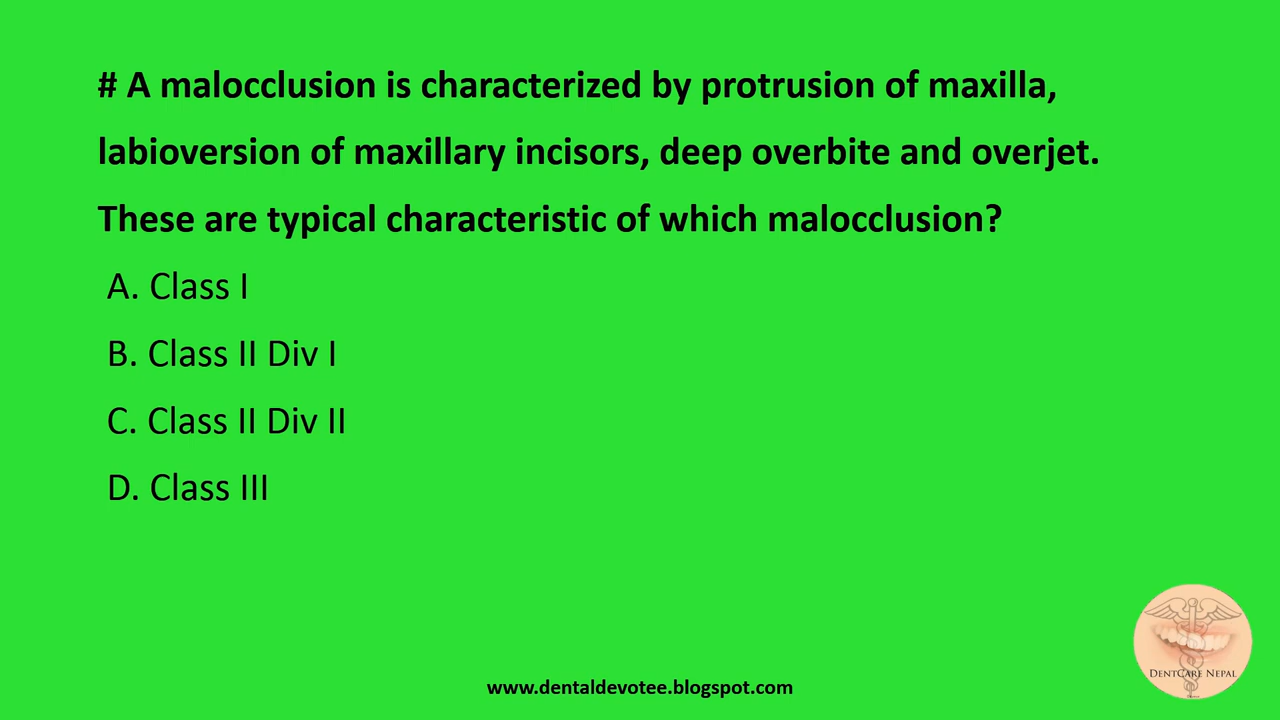 # A malocclusion is characterized by protrusion of maxilla,
labioversion of maxillary incisors, deep overbite and overjet.
These are typical characteristic of which malocclusion?
A. Class I
B. Class II Div I
C. Class II Div II
D. Class III
DentCare Nepal
www.dentaldevotee.blogspot.com